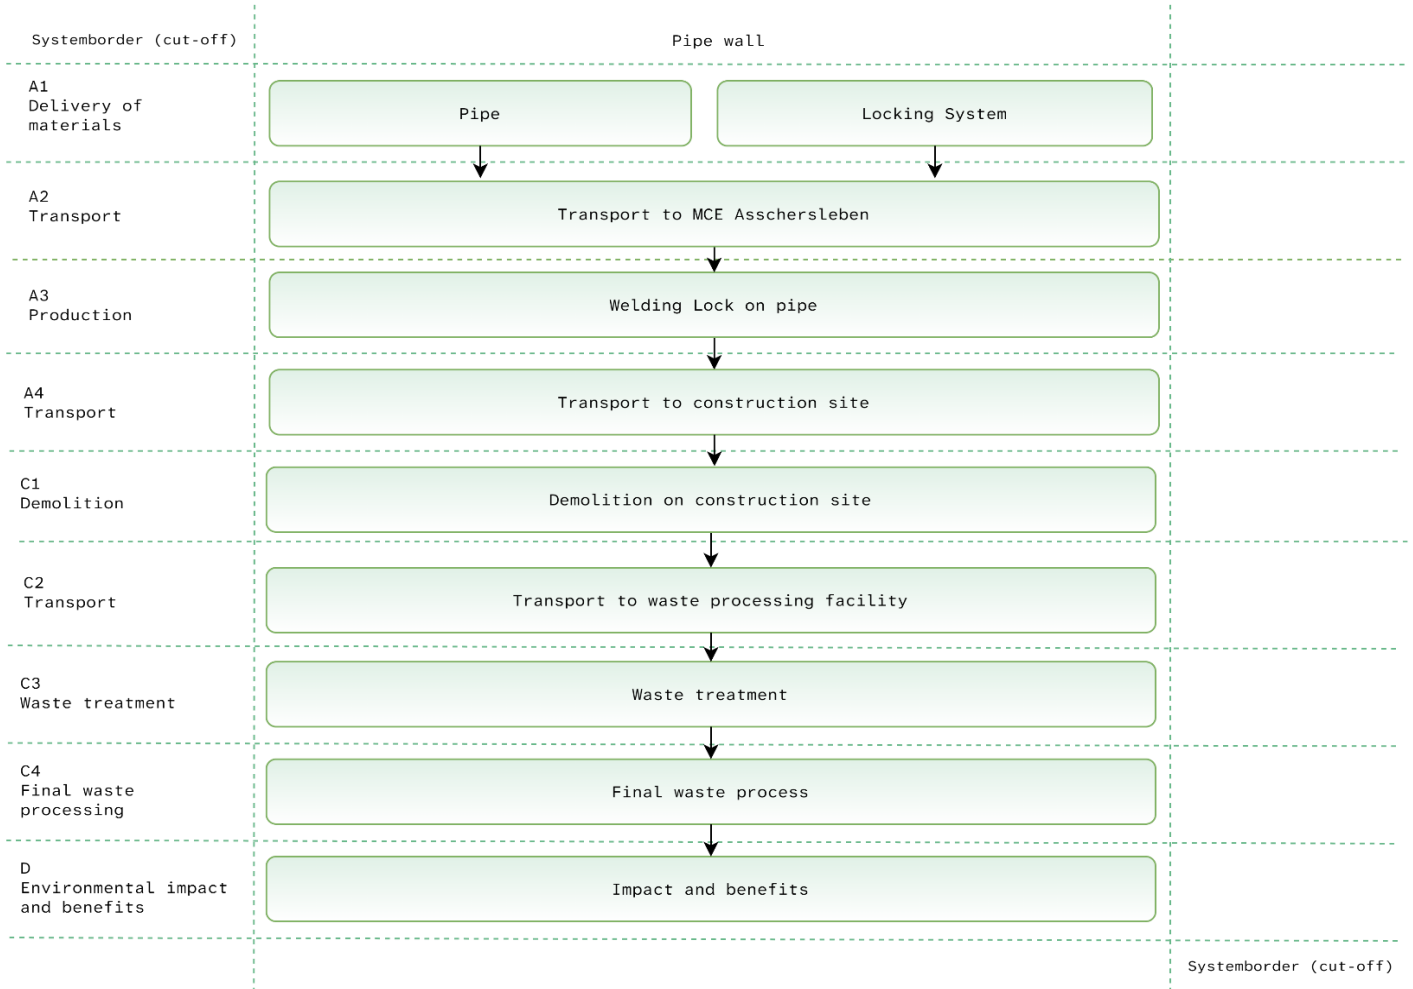 Systemborder (cut-off)
Pipe wall
A1
Delivery of
materials
Pipe
Locking System
A2
Transport
Transport to MCE Asschersleben
A3
Production
Welding Lock on pipe
A4
Transport
Transport to construction site
C1
Demolition
Demolition on construction site
C2
Transport
Transport to waste processing facility
C3
Waste treatment
Waste treatment
C4
Final waste
processing
Final waste process
D
Environmental impact
and benefits
Impact and benefits
Systemborder (cut-off)